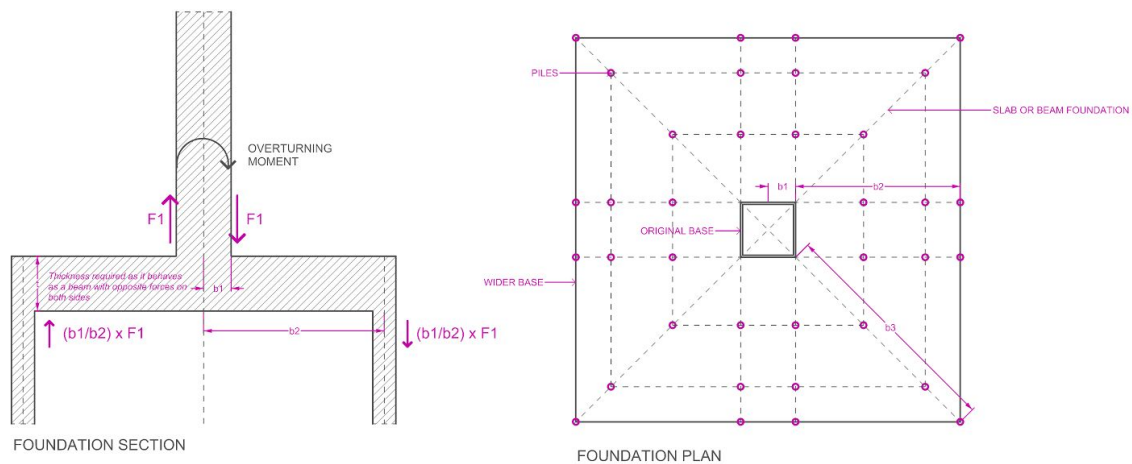 OVERTURNING
MOMENT
F1
F1
Thickness required as it behaves
as a beam with opposite forces on
both sides
b1
(b1/b2) x F1
b2
(b1/b2) x F1
FOUNDATION SECTION
PILES
SLAB OR BEAM FOUNDATION
b1
b2
ORIGINAL BASE
WIDER BASE
b3
FOUNDATION PLAN